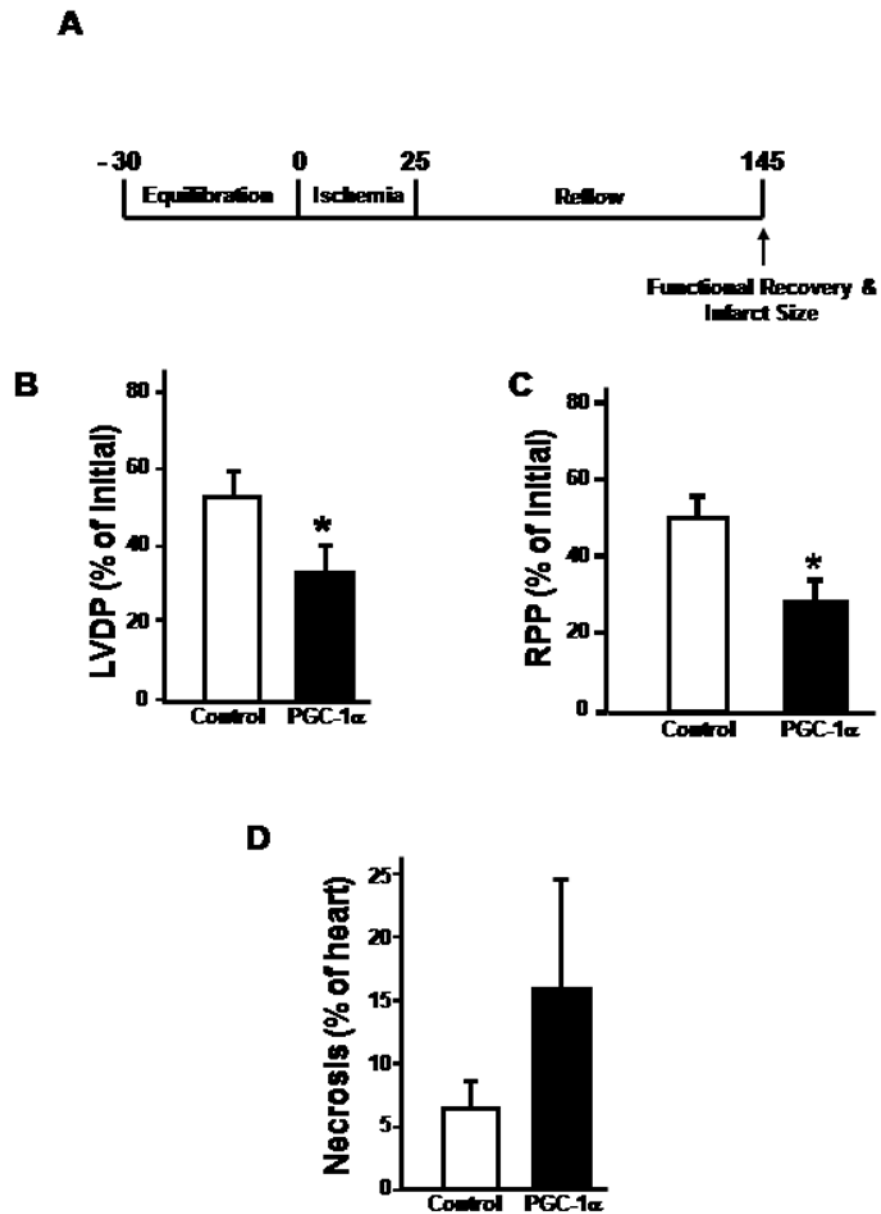 A
- 30 0 25 145
Equilibration Ischemia Reflow
Functional Recovery &
Infarct Size
B
80
60
40
20
0
LVDP (% of initial)
*
Control PGC-1α
C
80
60
40
20
0
RPP (% of initial)
*
Control PGC-1α
D
25
20
15
10
5
0
Necrosis (% of heart)
Control PGC-1α